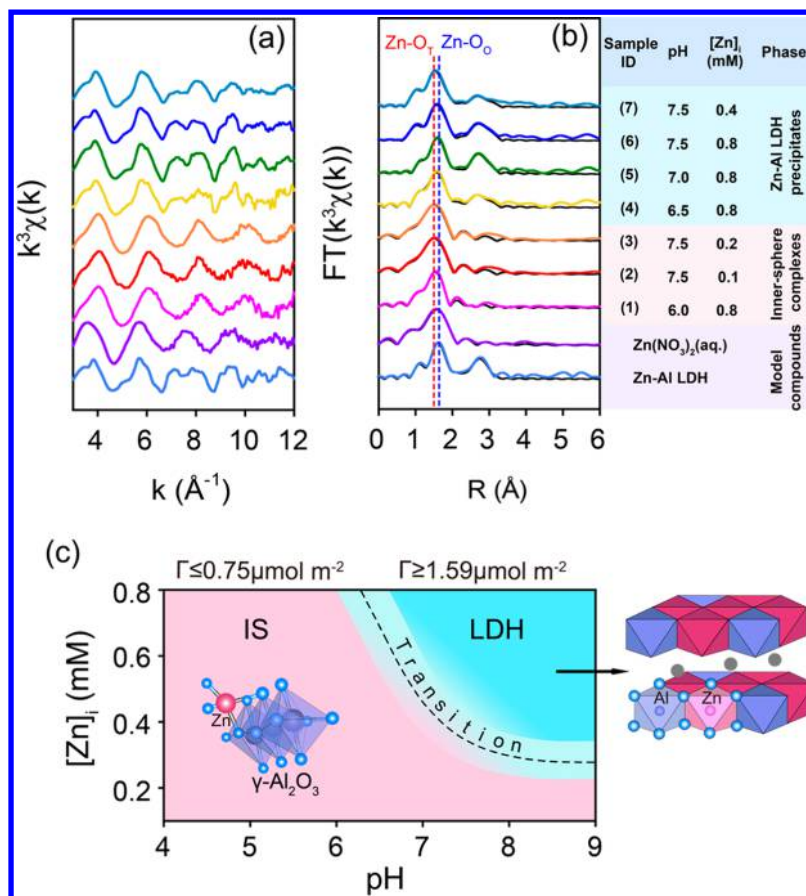 (a)
k³χ(k)
4 6 8 10 12
k (Å⁻¹)
(b)
Zn-O_T Zn-O_O
FT(k³χ(k))
0 1 2 3 4 5 6
R (Å)
Sample ID pH [Zn]ᵢ (mM) Phase
(7) 7.5 0.4
(6) 7.5 0.8
(5) 7.0 0.8
(4) 6.5 0.8
Zn-Al LDH
precipitates
(3) 7.5 0.2
(2) 7.5 0.1
(1) 6.0 0.8
Inner-sphere
complexes
Zn(NO₃)₂(aq.)
Zn-Al LDH
Model
compounds
(c)
Γ≤0.75μmol m⁻² Γ≥1.59μmol m⁻²
[Zn]ᵢ (mM)
0.8
0.6
0.4
0.2
IS
LDH
Transition
Zn
γ-Al₂O₃
Al Zn
4 5 6 7 8 9
pH